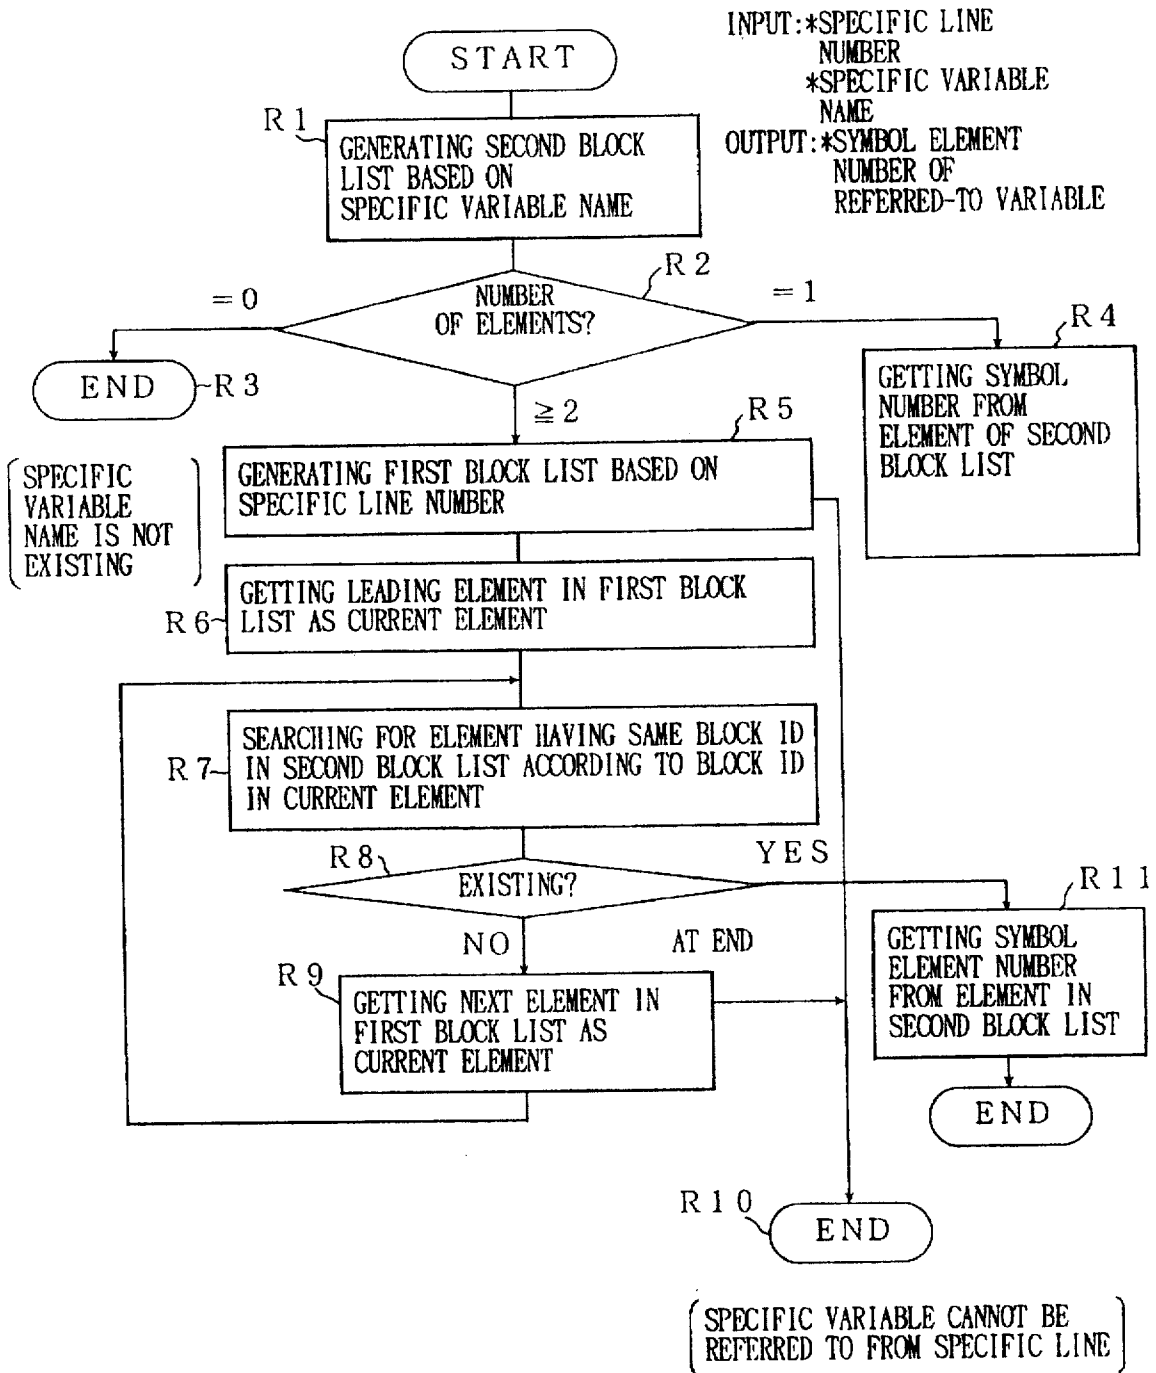 START
INPUT:*SPECIFIC LINE
NUMBER
*SPECIFIC VARIABLE
NAME
OUTPUT:*SYMBOL ELEMENT
NUMBER OF
REFERRED-TO VARIABLE
R1
GENERATING SECOND BLOCK
LIST BASED ON
SPECIFIC VARIABLE NAME
R2
NUMBER
OF ELEMENTS?
=0
=1
≧2
END
R3
SPECIFIC
VARIABLE
NAME IS NOT
EXISTING
R4
GETTING SYMBOL
NUMBER FROM
ELEMENT OF SECOND
BLOCK LIST
R5
GENERATING FIRST BLOCK LIST BASED ON
SPECIFIC LINE NUMBER
R6
GETTING LEADING ELEMENT IN FIRST BLOCK
LIST AS CURRENT ELEMENT
R7
SEARCHING FOR ELEMENT HAVING SAME BLOCK ID
IN SECOND BLOCK LIST ACCORDING TO BLOCK ID
IN CURRENT ELEMENT
R8
EXISTING?
YES
NO
AT END
R9
GETTING NEXT ELEMENT IN
FIRST BLOCK LIST AS
CURRENT ELEMENT
R11
GETTING SYMBOL
ELEMENT NUMBER
FROM ELEMENT IN
SECOND BLOCK LIST
END
R10
END
SPECIFIC VARIABLE CANNOT BE
REFERRED TO FROM SPECIFIC LINE